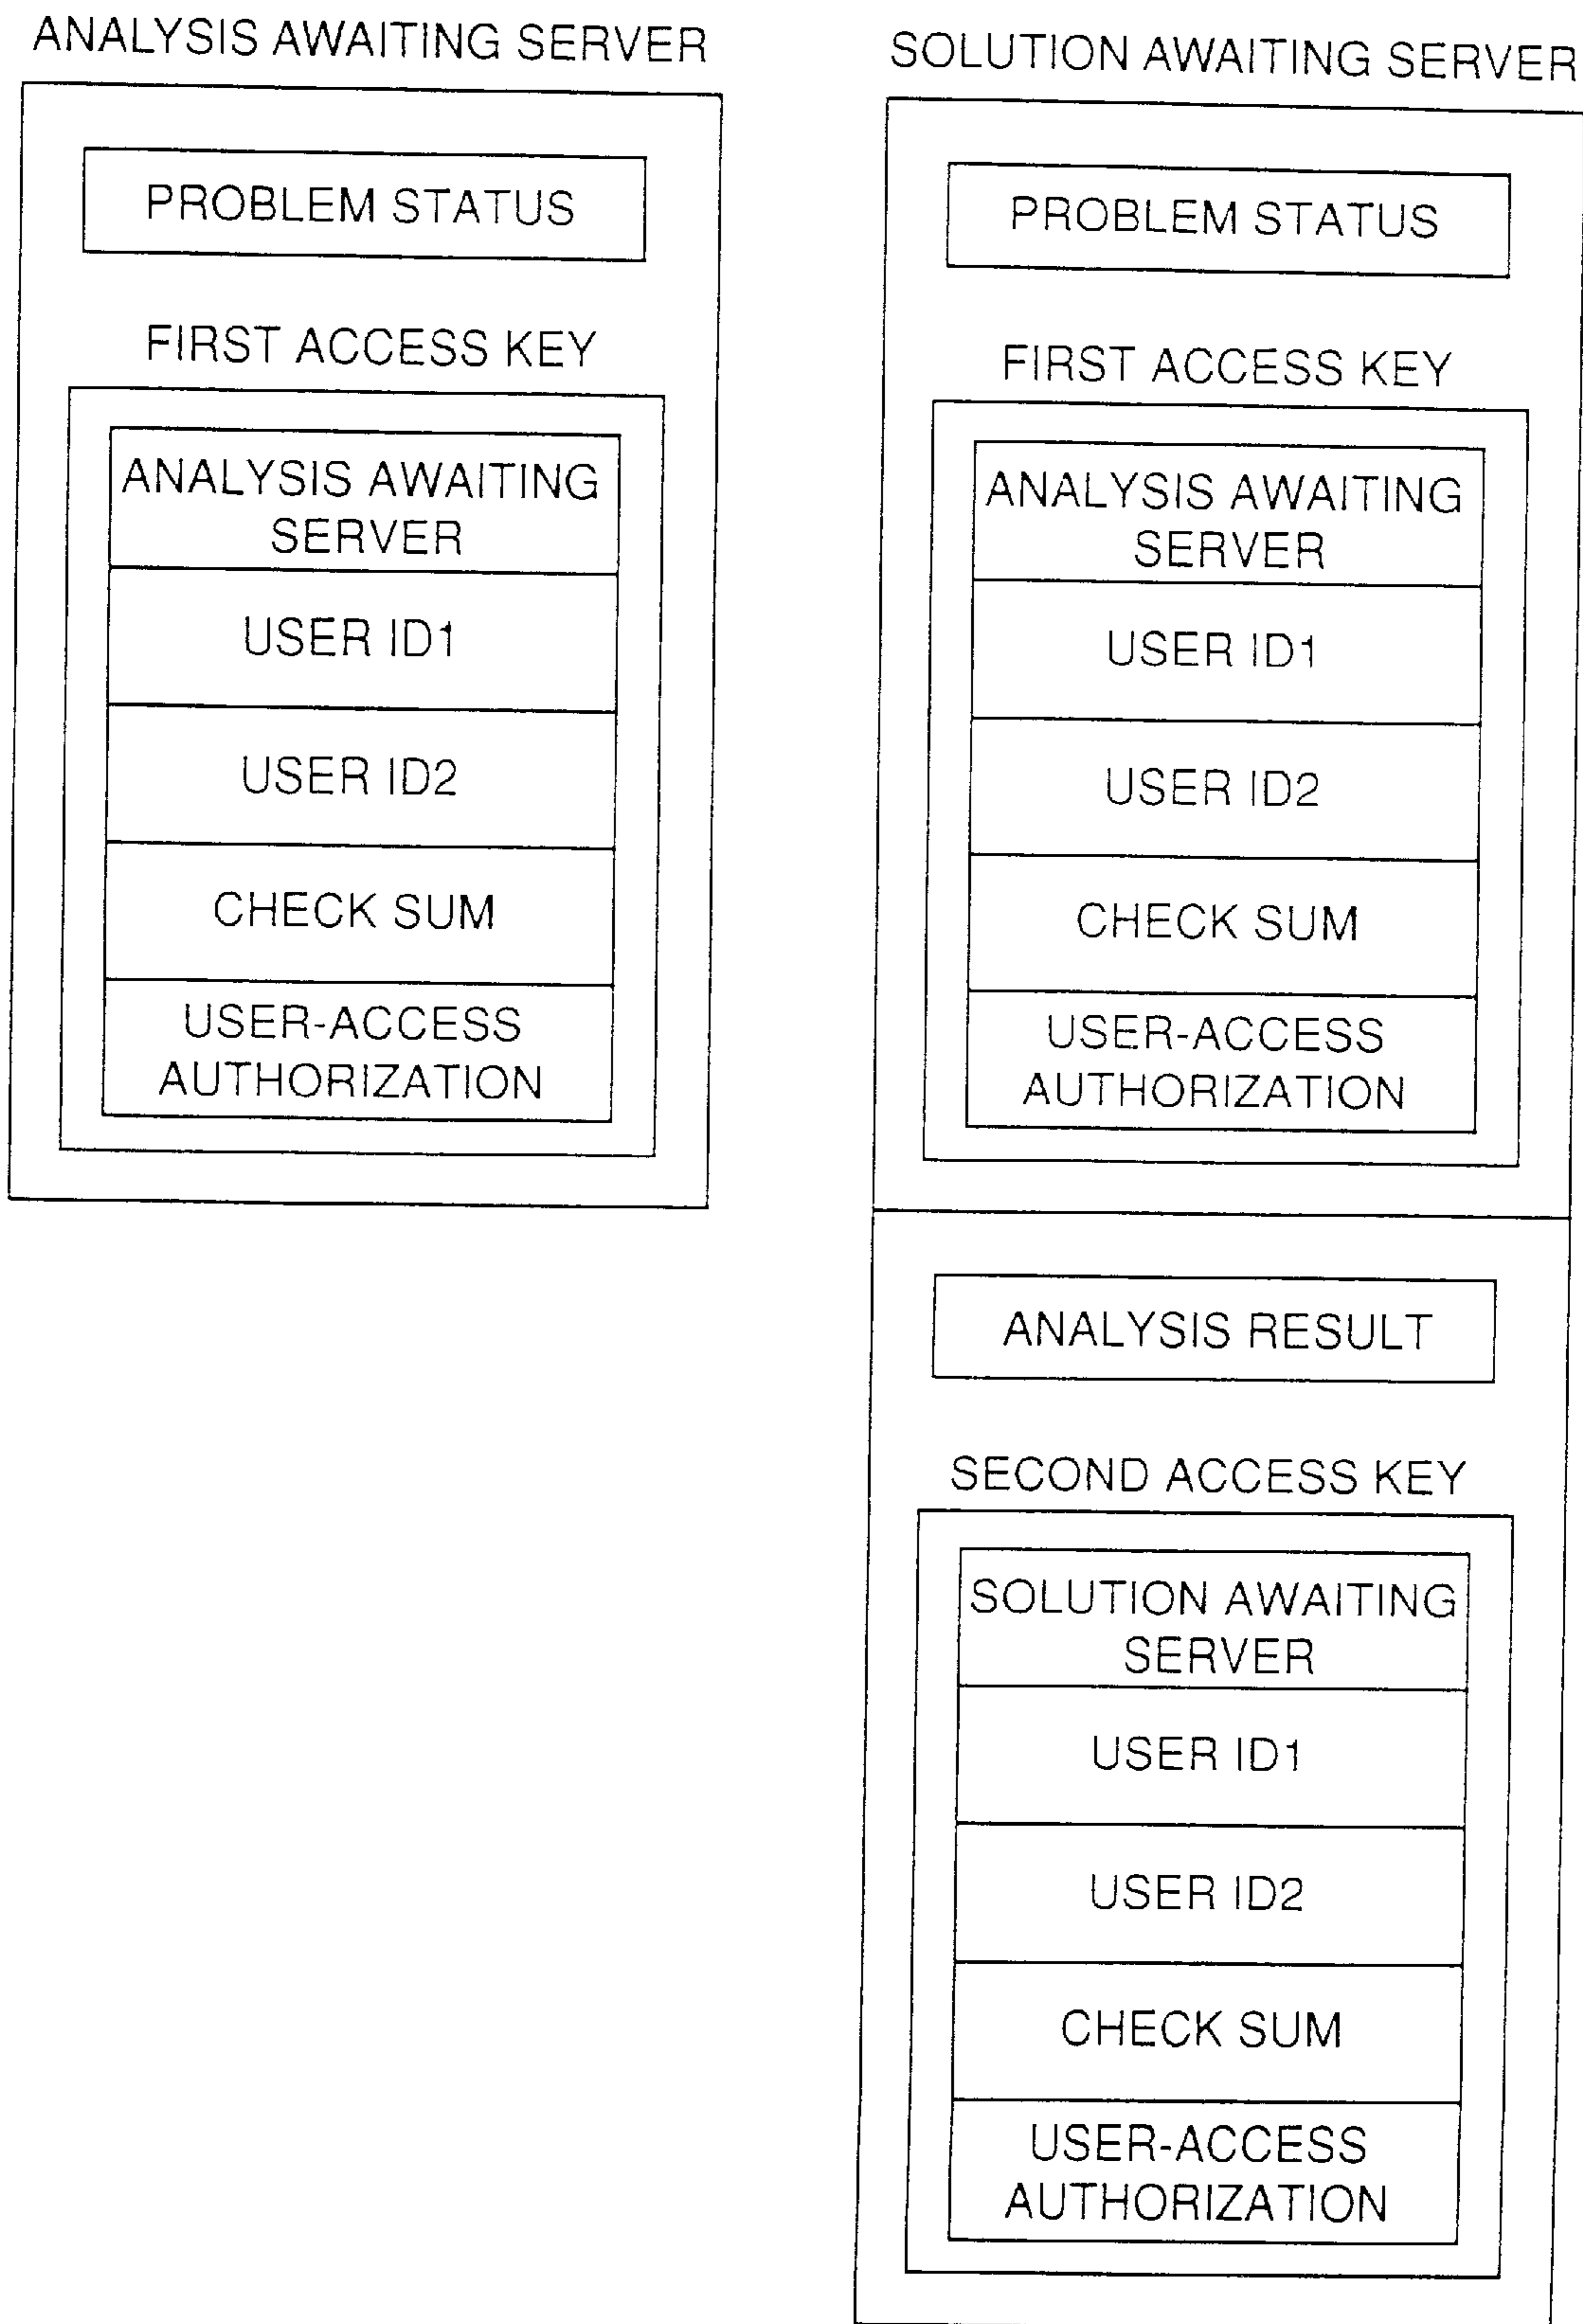 ANALYSIS AWAITING SERVER
PROBLEM STATUS
FIRST ACCESS KEY
ANALYSIS AWAITING
SERVER
USER ID1
USER ID2
CHECK SUM
USER-ACCESS
AUTHORIZATION
SOLUTION AWAITING SERVER
PROBLEM STATUS
FIRST ACCESS KEY
ANALYSIS AWAITING
SERVER
USER ID1
USER ID2
CHECK SUM
USER-ACCESS
AUTHORIZATION
ANALYSIS RESULT
SECOND ACCESS KEY
SOLUTION AWAITING
SERVER
USER ID1
USER ID2
CHECK SUM
USER-ACCESS
AUTHORIZATION